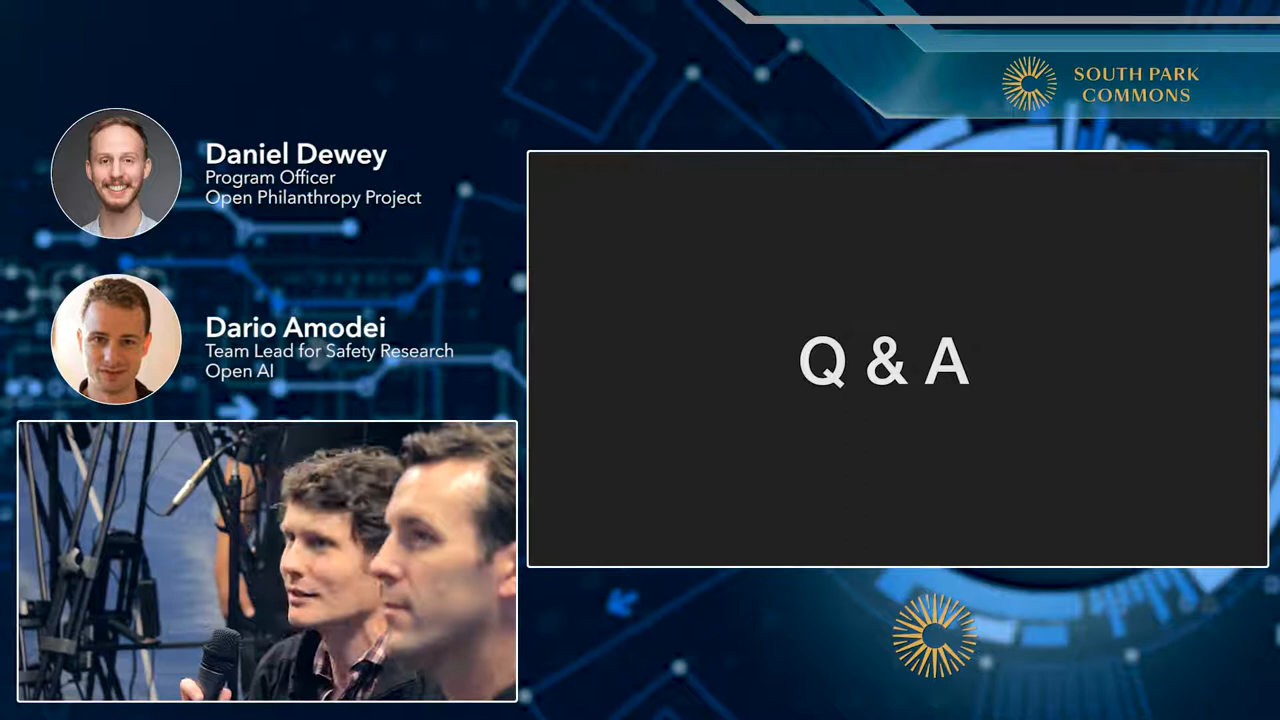 SOUTH PARK
COMMONS
Daniel Dewey
Program Officer
Open Philanthropy Project
Dario Amodei
Team Lead for Safety Research
Open AI
Q & A